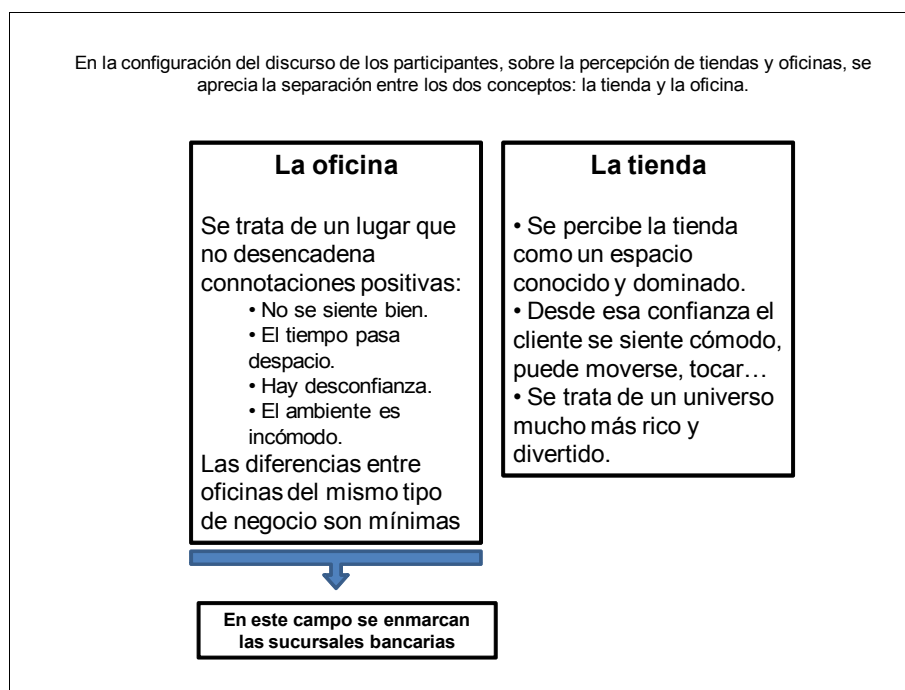 En la configuración del discurso de los participantes, sobre la percepción de tiendas y oficinas, se
aprecia la separación entre los dos conceptos: la tienda y la oficina.
La oficina
Se trata de un lugar que
no desencadena
connotaciones positivas:
• No se siente bien.
• El tiempo pasa
despacio.
• Hay desconfianza.
• El ambiente es
incómodo.
Las diferencias entre
oficinas del mismo tipo
de negocio son mínimas
La tienda
• Se percibe la tienda
como un espacio
conocido y dominado.
• Desde esa confianza el
cliente se siente cómodo,
puede moverse, tocar…
• Se trata de un universo
mucho más rico y
divertido.
En este campo se enmarcan
las sucursales bancarias